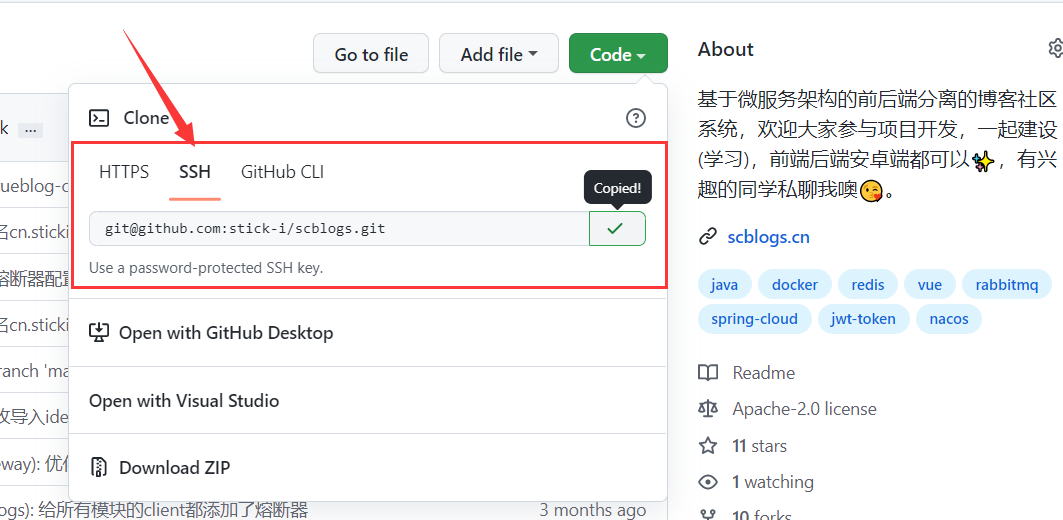 Go to file
Add file
Code
About
Clone
基于微服务架构的前后端分离的博客社区
系统，欢迎大家参与项目开发，一起建设
(学习)，前端后端安卓端都可以✨，有兴
趣的同学私聊我噢😘。
k ...
HTTPS
SSH
GitHub CLI
Copied!
git@github.com:stick-i/scblogs.git
Use a password-protected SSH key.
scblogs.cn
java
docker
redis
vue
rabbitmq
spring-cloud
jwt-token
nacos
Open with GitHub Desktop
Open with Visual Studio
Download ZIP
Readme
Apache-2.0 license
11 stars
1 watching
10 forks
ueblog-c
名cn.sticki
熔断器配置
名cn.sticki
ranch 'ma
改导入ide
way): 优化
ogs): 给所有模块的client都添加了熔断器
3 months ago